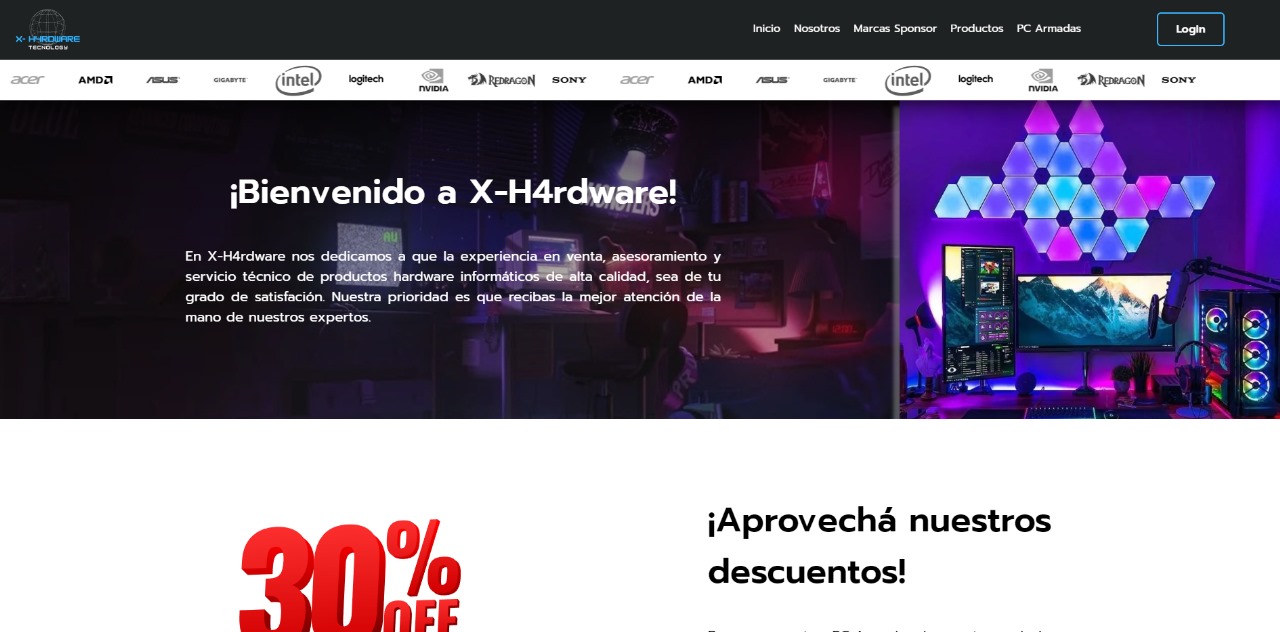 X-H4RDWARE
TECNOLOGY
Inicio Nosotros Marcas Sponsor Productos PC Armadas LogIn
acer AMD ASUS GIGABYTE intel logitech NVIDIA REDRAGON SONY acer AMD ASUS GIGABYTE intel logitech NVIDIA REDRAGON SONY
¡Bienvenido a X-H4rdware!
En X-H4rdware nos dedicamos a que la experiencia en venta, asesoramiento y
servicio técnico de productos hardware informáticos de alta calidad, sea de tu
grado de satisfación. Nuestra prioridad es que recibas la mejor atención de la
mano de nuestros expertos.
MONSTERS
AU
30%
OFF
¡Aprovechá nuestros
descuentos!